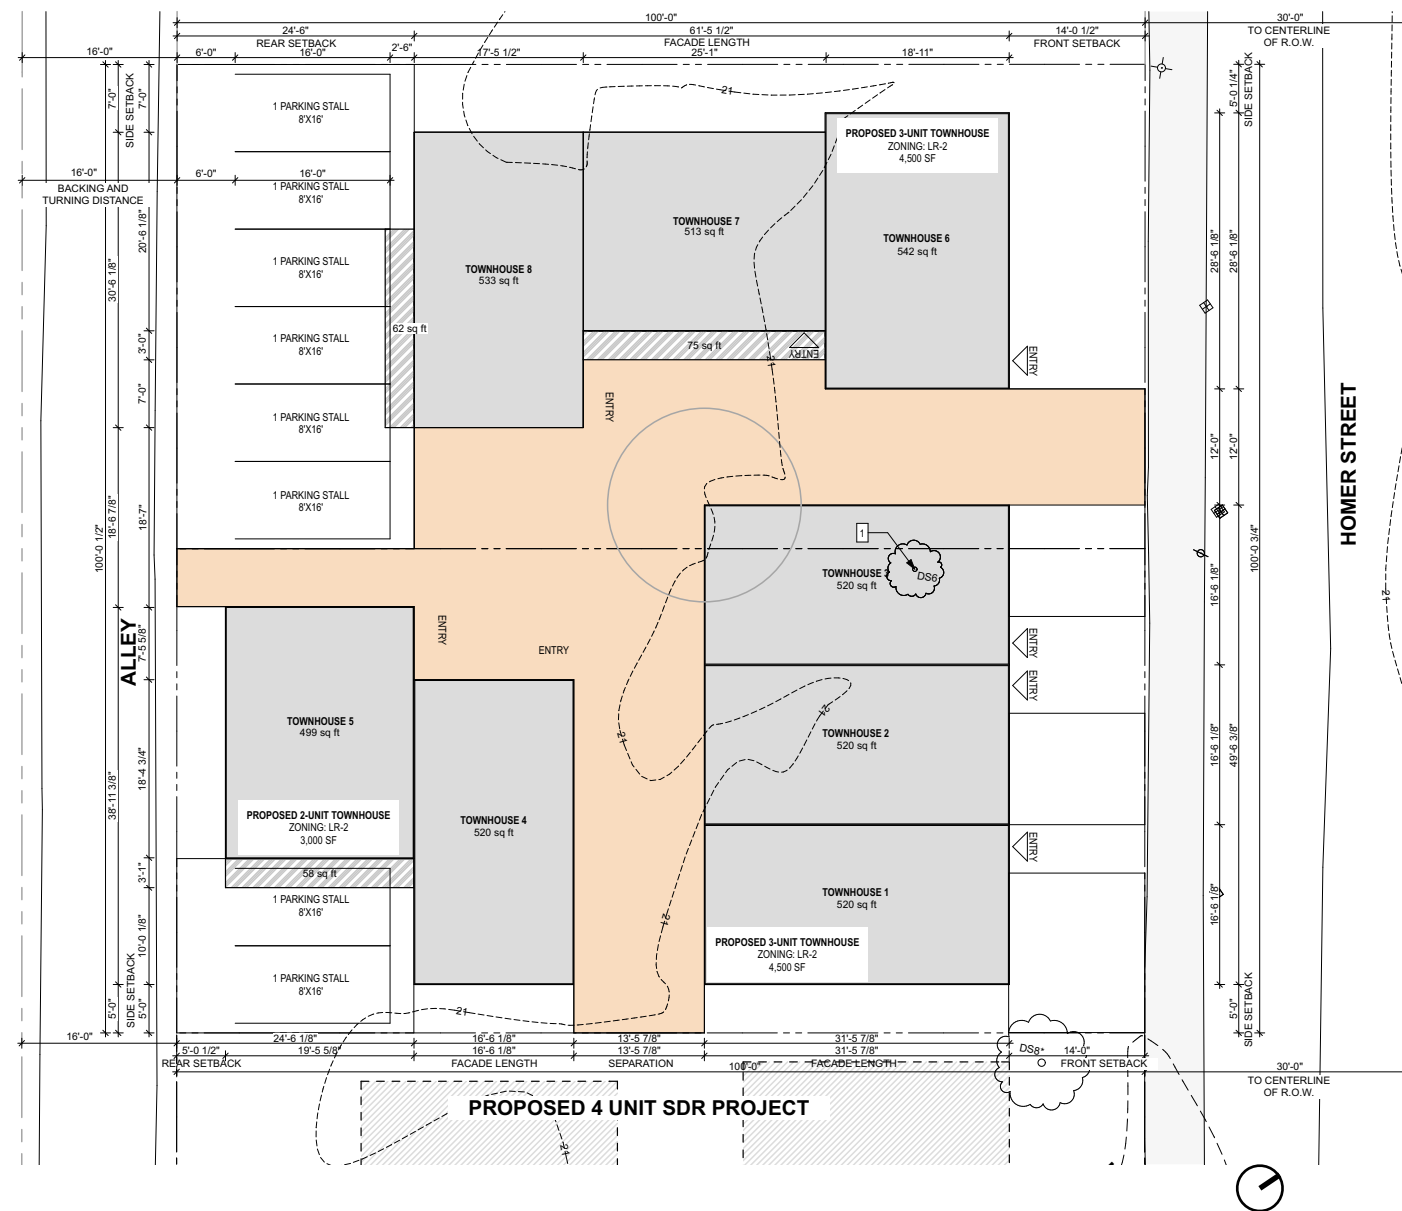 100'-0"
30'-0"
24'-6"
61'-5 1/2"
14'-0 1/2"
TO CENTERLINE
OF R.O.W.
REAR SETBACK
FACADE LENGTH
FRONT SETBACK
16'-0"
6'-0"
16'-0"
2'-6"
17'-5 1/2"
25'-1"
18'-11"
7'-0"
SIDE SETBACK
7'-0"
1 PARKING STALL
8'X16'
21
5'-0 1/4"
SIDE SETBACK
PROPOSED 3-UNIT TOWNHOUSE
ZONING: LR-2
4,500 SF
16'-0"
6'-0"
16'-0"
BACKING AND
TURNING DISTANCE
1 PARKING STALL
8'X16'
20'-6 1/8"
30'-6 1/8"
TOWNHOUSE 7
513 sq ft
TOWNHOUSE 6
542 sq ft
28'-6 1/8"
28'-6 1/8"
1 PARKING STALL
8'X16'
TOWNHOUSE 8
533 sq ft
62 sq ft
1 PARKING STALL
8'X16'
3'-0"
75 sq ft
ENTRY
21
ENTRY
7'-0"
ENTRY
1 PARKING STALL
8'X16'
12'-0"
12'-0"
HOMER STREET
1 PARKING STALL
8'X16'
18'-7"
18'-6 7/8"
100'-0 1/2"
1
TOWNHOUSE 3
520 sq ft
DS6
16'-6 1/8"
100'-0 3/4"
21
ALLEY
7'-5 5/8"
ENTRY
ENTRY
ENTRY
ENTRY
TOWNHOUSE 5
499 sq ft
21
21
TOWNHOUSE 2
520 sq ft
16'-6 1/8"
49'-6 3/8"
18'-4 3/4"
38'-11 3/8"
PROPOSED 2-UNIT TOWNHOUSE
ZONING: LR-2
3,000 SF
TOWNHOUSE 4
520 sq ft
ENTRY
3'-1"
58 sq ft
1 PARKING STALL
8'X16'
TOWNHOUSE 1
520 sq ft
16'-6 1/8"
21
10'-0 1/8"
PROPOSED 3-UNIT TOWNHOUSE
ZONING: LR-2
4,500 SF
1 PARKING STALL
8'X16'
5'-0"
SIDE SETBACK
5'-0"
21
5'-0"
SIDE SETBACK
16'-0"
24'-6 1/8"
16'-6 1/8"
13'-5 7/8"
31'-5 7/8"
5'-0 1/2"
19'-5 5/8"
16'-6 1/8"
13'-5 7/8"
31'-5 7/8"
DS8*
14'-0"
REAR SETBACK
FACADE LENGTH
SEPARATION
FACADE LENGTH
FRONT SETBACK
100'-0"
30'-0"
TO CENTERLINE
OF R.O.W.
PROPOSED 4 UNIT SDR PROJECT
21